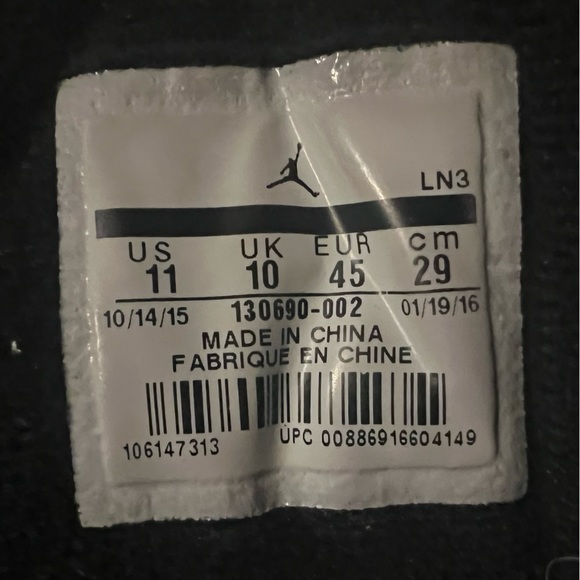 LN3
US UK EUR cm
11 10 45 29
10/14/15 130690-002 01/19/16
MADE IN CHINA
FABRIQUE EN CHINE
106147313 UPC 00886916604149